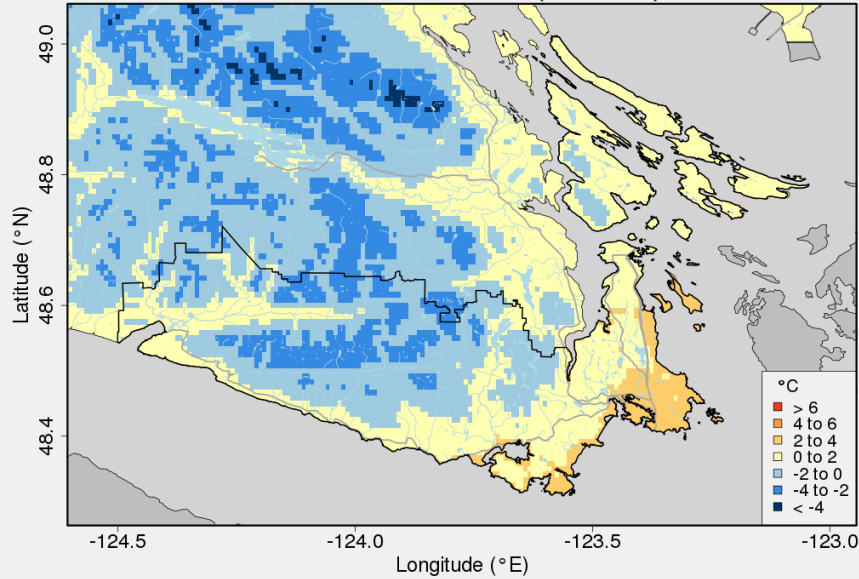 49.0
48.8
48.6
48.4
Latitude (°N)
°C
> 6
4 to 6
2 to 4
0 to 2
-2 to 0
-4 to -2
< -4
-124.5
-124.0
-123.5
-123.0
Longitude (°E)